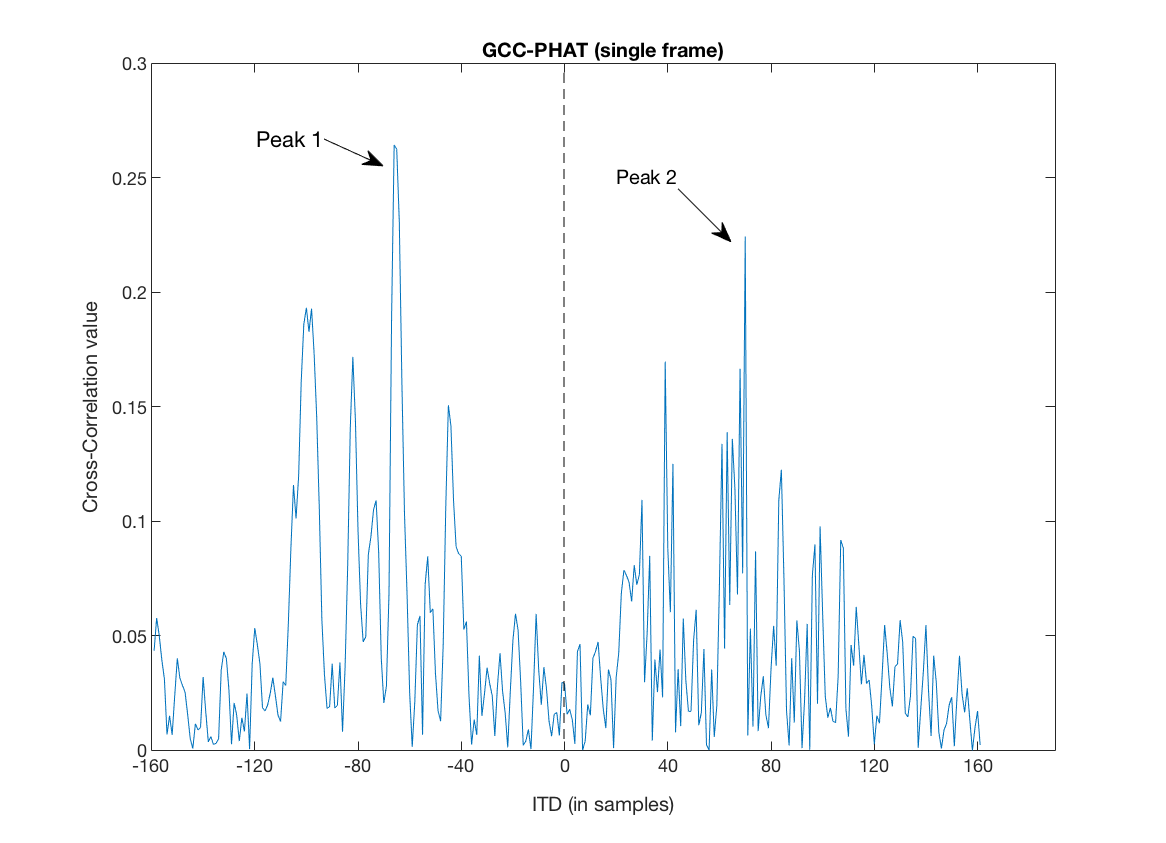 GCC-PHAT (single frame)
Peak 1
Peak 2
Cross-Correlation value
0.3
0.25
0.2
0.15
0.1
0.05
0
-160 -120 -80 -40 0 40 80 120 160
ITD (in samples)